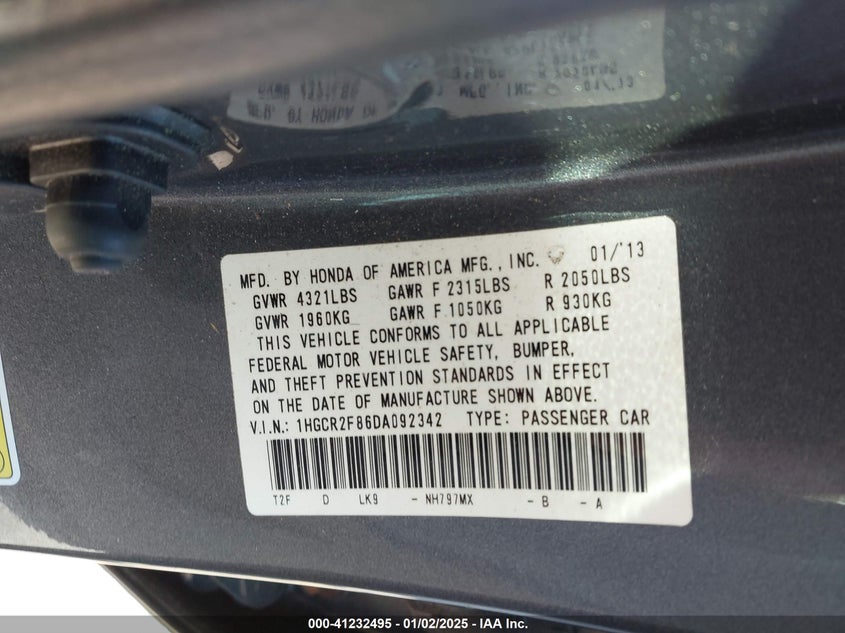 MFD. BY HONDA OF AMERICA MFG., INC. 01/'13
GVWR 4321LBS GAWR F 2315LBS R 2050LBS
GVWR 1960KG GAWR F 1050KG R 930KG
THIS VEHICLE CONFORMS TO ALL APPLICABLE
FEDERAL MOTOR VEHICLE SAFETY, BUMPER,
AND THEFT PREVENTION STANDARDS IN EFFECT
ON THE DATE OF MANUFACTURE SHOWN ABOVE.
V.I.N.: 1HGCR2F86DA092342 TYPE: PASSENGER CAR
T2F D LK9 - NH797MX - B - A
000-41232495 — 01/02/2025 — 1HA Inc.